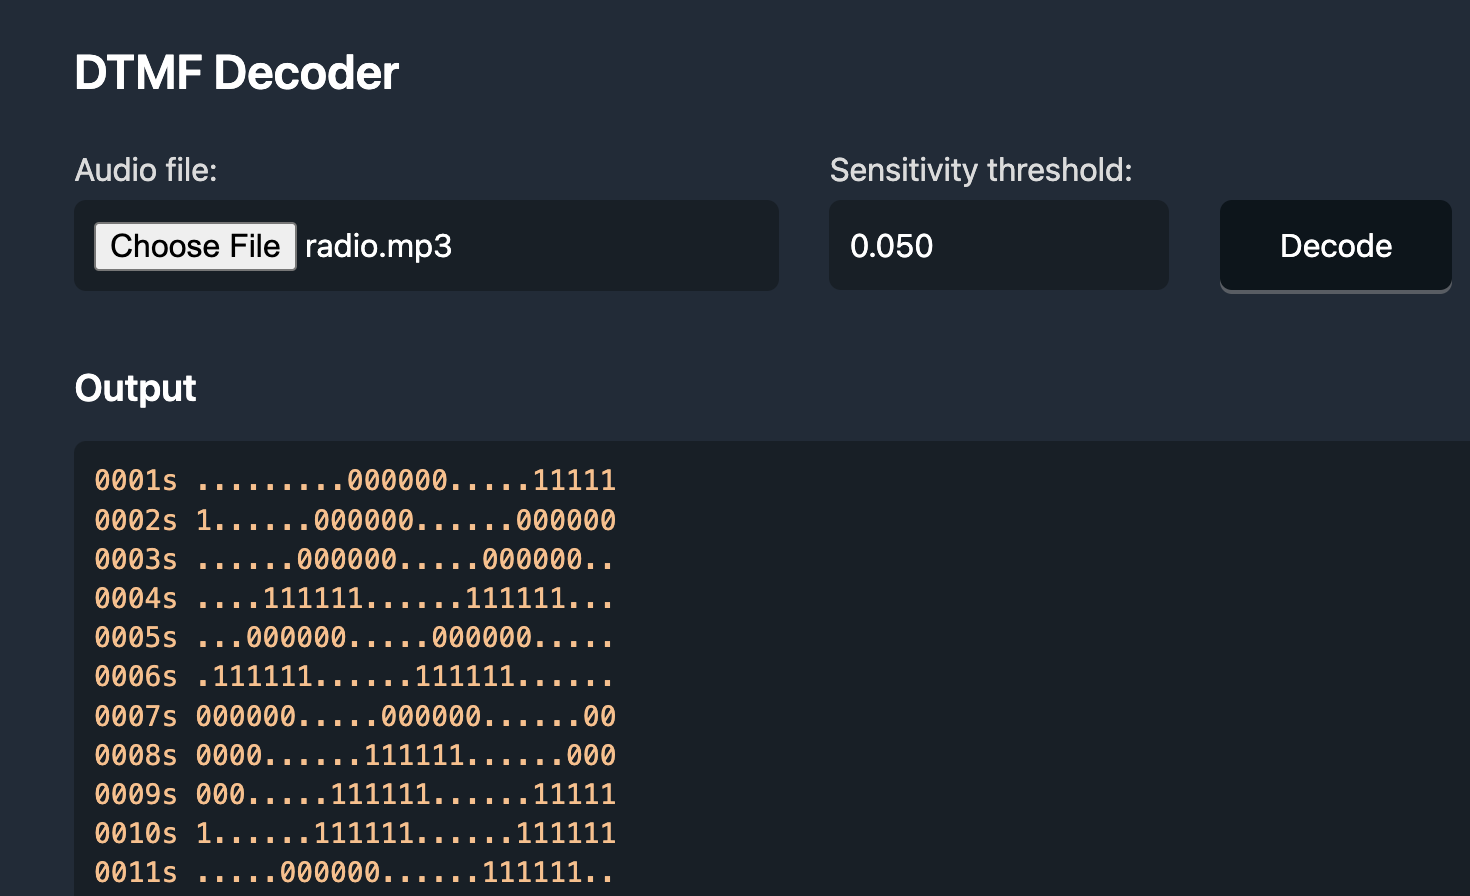 DTMF Decoder
Audio file:
Sensitivity threshold:
Choose File radio.mp3
0.050
Decode
Output
0001s .........000000.....11111
0002s 1......000000......000000
0003s ......000000.....000000..
0004s ....111111......111111...
0005s ...000000.....000000.....
0006s .111111......111111......
0007s 000000.....000000......00
0008s 0000......111111......000
0009s 000.....111111......11111
0010s 1......111111......111111
0011s .....000000......111111..